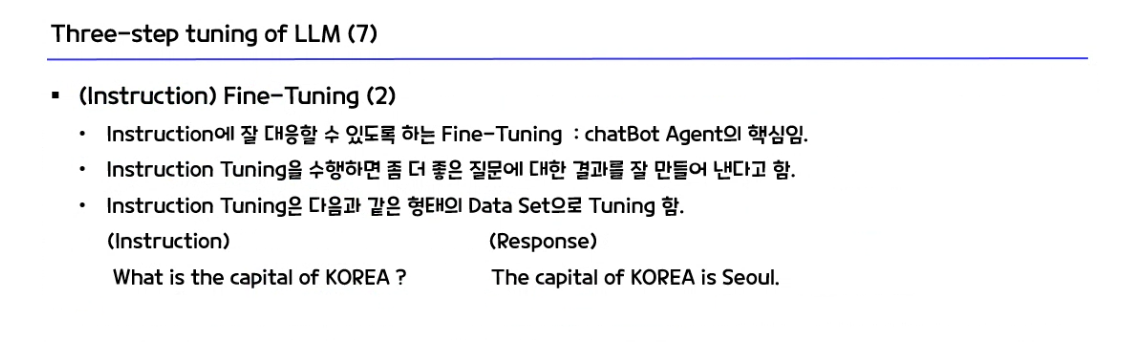 Three-step tuning of LLM (7)
▪ (Instruction) Fine-Tuning (2)
• Instruction에 잘 대응할 수 있도록 하는 Fine-Tuning : chatBot Agent의 핵심임.
• Instruction Tuning을 수행하면 좀 더 좋은 질문에 대한 결과를 잘 만들어 낸다고 함.
• Instruction Tuning은 다음과 같은 형태의 Data Set으로 Tuning 함.
(Instruction) (Response)
What is the capital of KOREA ? The capital of KOREA is Seoul.